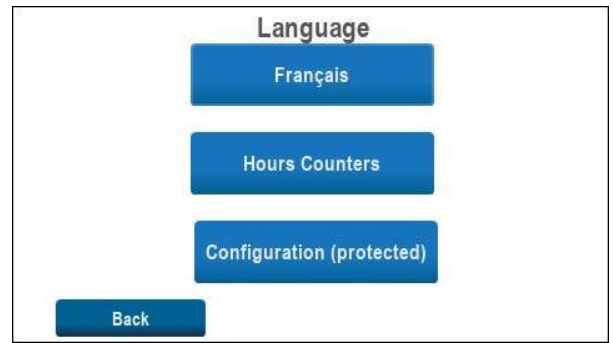 Language
Français
Hours Counters
Configuration (protected)
Back